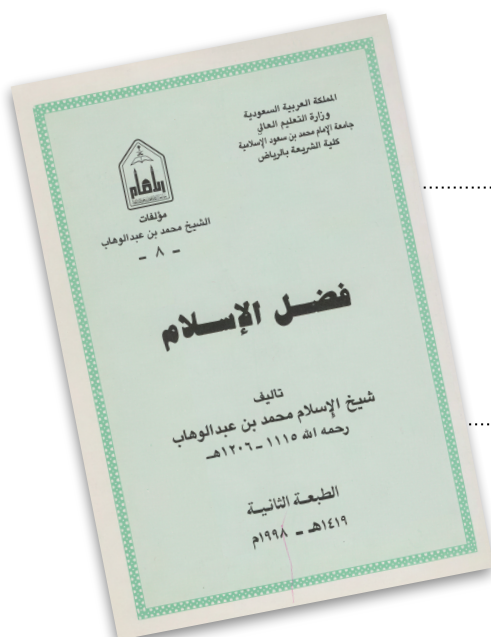 المملكة العربية السعودية
وزارة التعليم العالي
جامعة الإمام محمد بن سعود الإسلامية
كلية الشريعة بالرياض
مؤلفات
الشيخ محمد بن عبدالوهاب
- ٨ -
فضل الإسلام
تأليف
شيخ الإسلام محمد بن عبدالوهاب
رحمه الله ١١١٥ - ١٢٠٦هـ
الطبعة الثانية
١٤١٩هـ - ١٩٩٨م